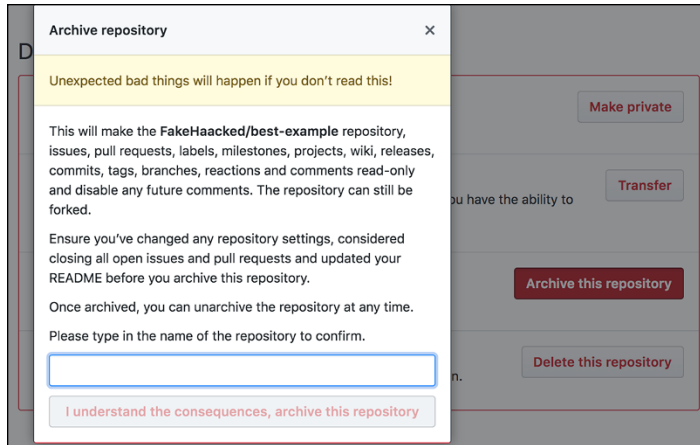 Archive repository ×
D
Unexpected bad things will happen if you don't read this!
Make private
This will make the FakeHaacked/best-example repository,
issues, pull requests, labels, milestones, projects, wiki, releases,
commits, tags, branches, reactions and comments read-only
and disable any future comments. The repository can still be
forked.
Transfer
ou have the ability to
Ensure you've changed any repository settings, considered
closing all open issues and pull requests and updated your
README before you archive this repository.
Archive this repository
Once archived, you can unarchive the repository at any time.
Please type in the name of the repository to confirm.
Delete this repository
n.
I understand the consequences, archive this repository